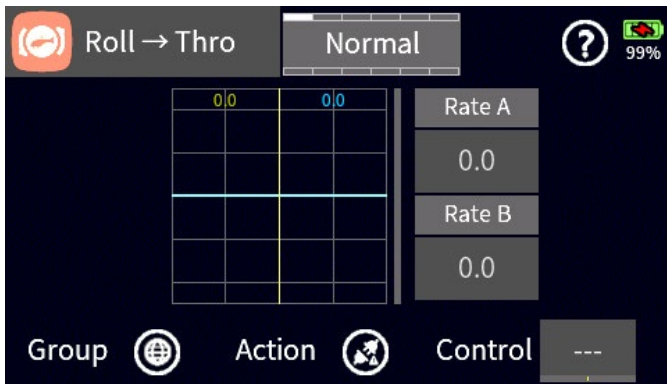 Roll → Thro
Normal
?
99%
0.0 0.0
Rate A
0.0
Rate B
0.0
Group Action Control ---